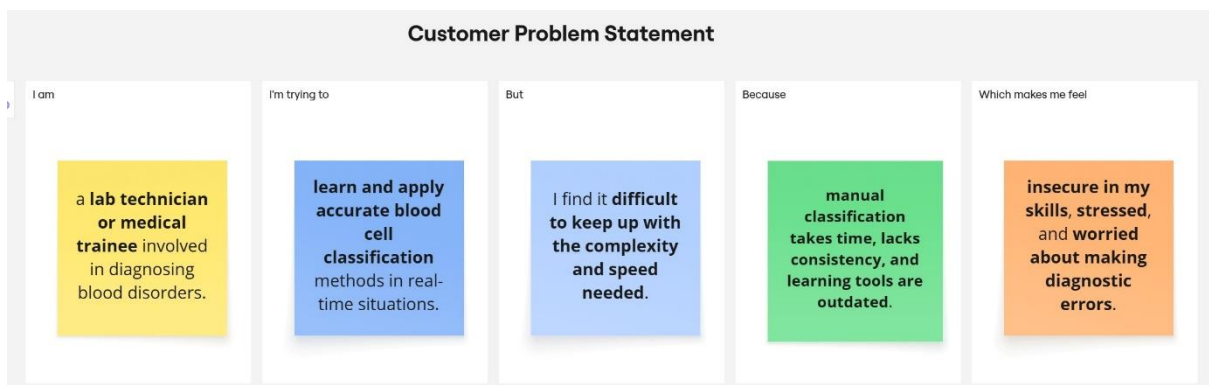 Customer Problem Statement
I am
a lab technician
or medical
trainee involved
in diagnosing
blood disorders.
I'm trying to
learn and apply
accurate blood
cell
classification
methods in real-
time situations.
But
I find it difficult
to keep up with
the complexity
and speed
needed.
Because
manual
classification
takes time, lacks
consistency, and
learning tools are
outdated.
Which makes me feel
insecure in my
skills, stressed,
and worried
about making
diagnostic
errors.